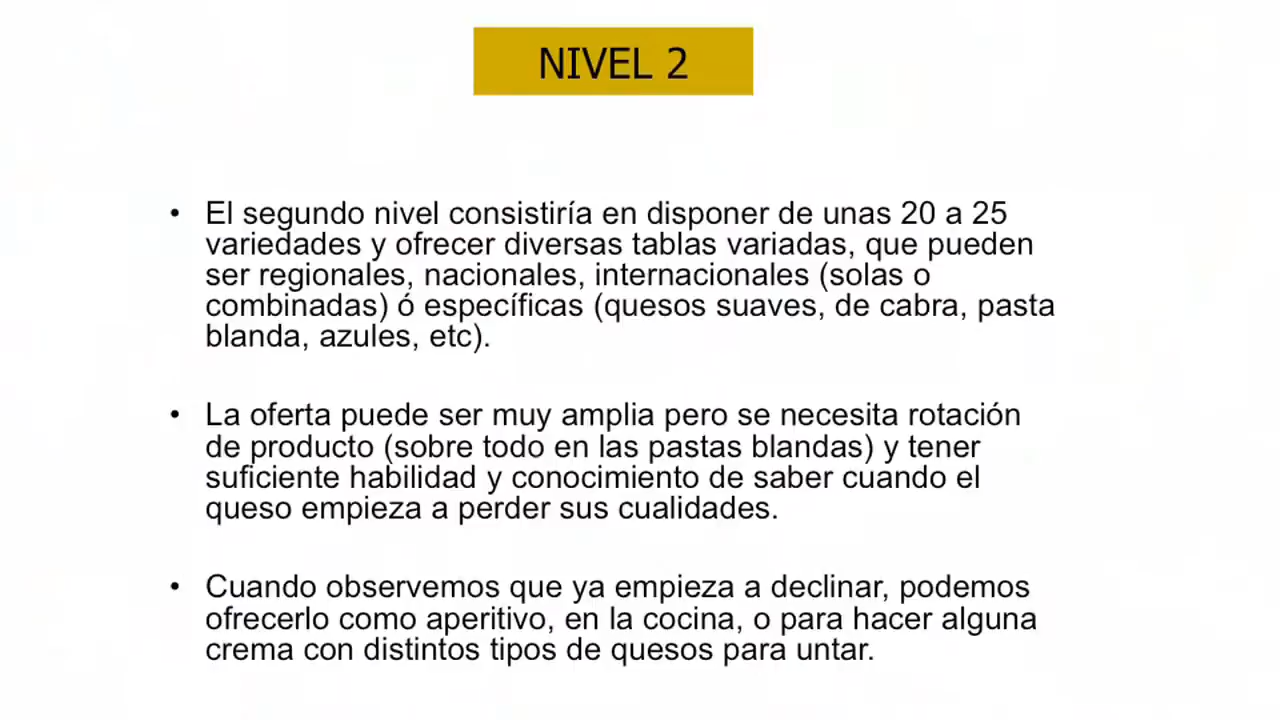 NIVEL 2
• El segundo nivel consistiría en disponer de unas 20 a 25
variedades y ofrecer diversas tablas variadas, que pueden
ser regionales, nacionales, internacionales (solas o
combinadas) ó específicas (quesos suaves, de cabra, pasta
blanda, azules, etc).
• La oferta puede ser muy amplia pero se necesita rotación
de producto (sobre todo en las pastas blandas) y tener
suficiente habilidad y conocimiento de saber cuando el
queso empieza a perder sus cualidades.
• Cuando observemos que ya empieza a declinar, podemos
ofrecerlo como aperitivo, en la cocina, o para hacer alguna
crema con distintos tipos de quesos para untar.